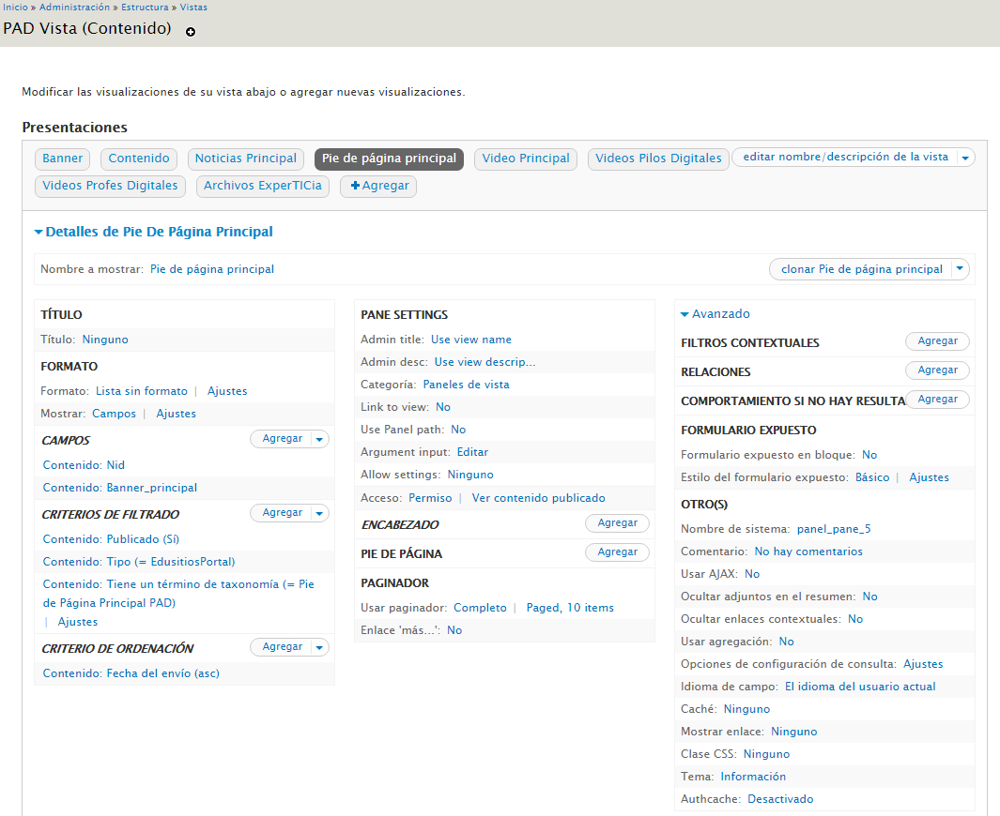 Inicio » Administración » Estructura » Vistas
PAD Vista (Contenido)
Modificar las visualizaciones de su vista abajo o agregar nuevas visualizaciones.
Presentaciones
Banner Contenido Noticias Principal Pie de página principal Video Principal Videos Pilos Digitales editar nombre/descripción de la vista
Videos Profes Digitales Archivos ExperTICia Agregar
Detalles de Pie De Página Principal
Nombre a mostrar: Pie de página principal clonar Pie de página principal
TÍTULO
Título: Ninguno
FORMATO
Formato: Lista sin formato | Ajustes
Mostrar: Campos | Ajustes
CAMPOS Agregar
Contenido: Nid
Contenido: Banner_principal
CRITERIOS DE FILTRADO Agregar
Contenido: Publicado (Sí)
Contenido: Tipo (= EdusitiosPortal)
Contenido: Tiene un término de taxonomía (= Pie
de Página Principal PAD)
| Ajustes
CRITERIO DE ORDENACIÓN Agregar
Contenido: Fecha del envío (asc)
PANE SETTINGS
Admin title: Use view name
Admin desc: Use view descrip...
Categoría: Paneles de vista
Link to view: No
Use Panel path: No
Argument input: Editar
Allow settings: Ninguno
Acceso: Permiso | Ver contenido publicado
ENCABEZADO Agregar
PIE DE PÁGINA Agregar
PAGINADOR
Usar paginador: Completo | Paged, 10 items
Enlace 'más...': No
Avanzado
FILTROS CONTEXTUALES Agregar
RELACIONES Agregar
COMPORTAMIENTO SI NO HAY RESULTA Agregar
FORMULARIO EXPUESTO
Formulario expuesto en bloque: No
Estilo del formulario expuesto: Básico | Ajustes
OTRO(S)
Nombre de sistema: panel_pane_5
Comentario: No hay comentarios
Usar AJAX: No
Ocultar adjuntos en el resumen: No
Ocultar enlaces contextuales: No
Usar agregación: No
Opciones de configuración de consulta: Ajustes
Idioma de campo: El idioma del usuario actual
Caché: Ninguno
Mostrar enlace: Ninguno
Clase CSS: Ninguno
Tema: Información
Authcache: Desactivado